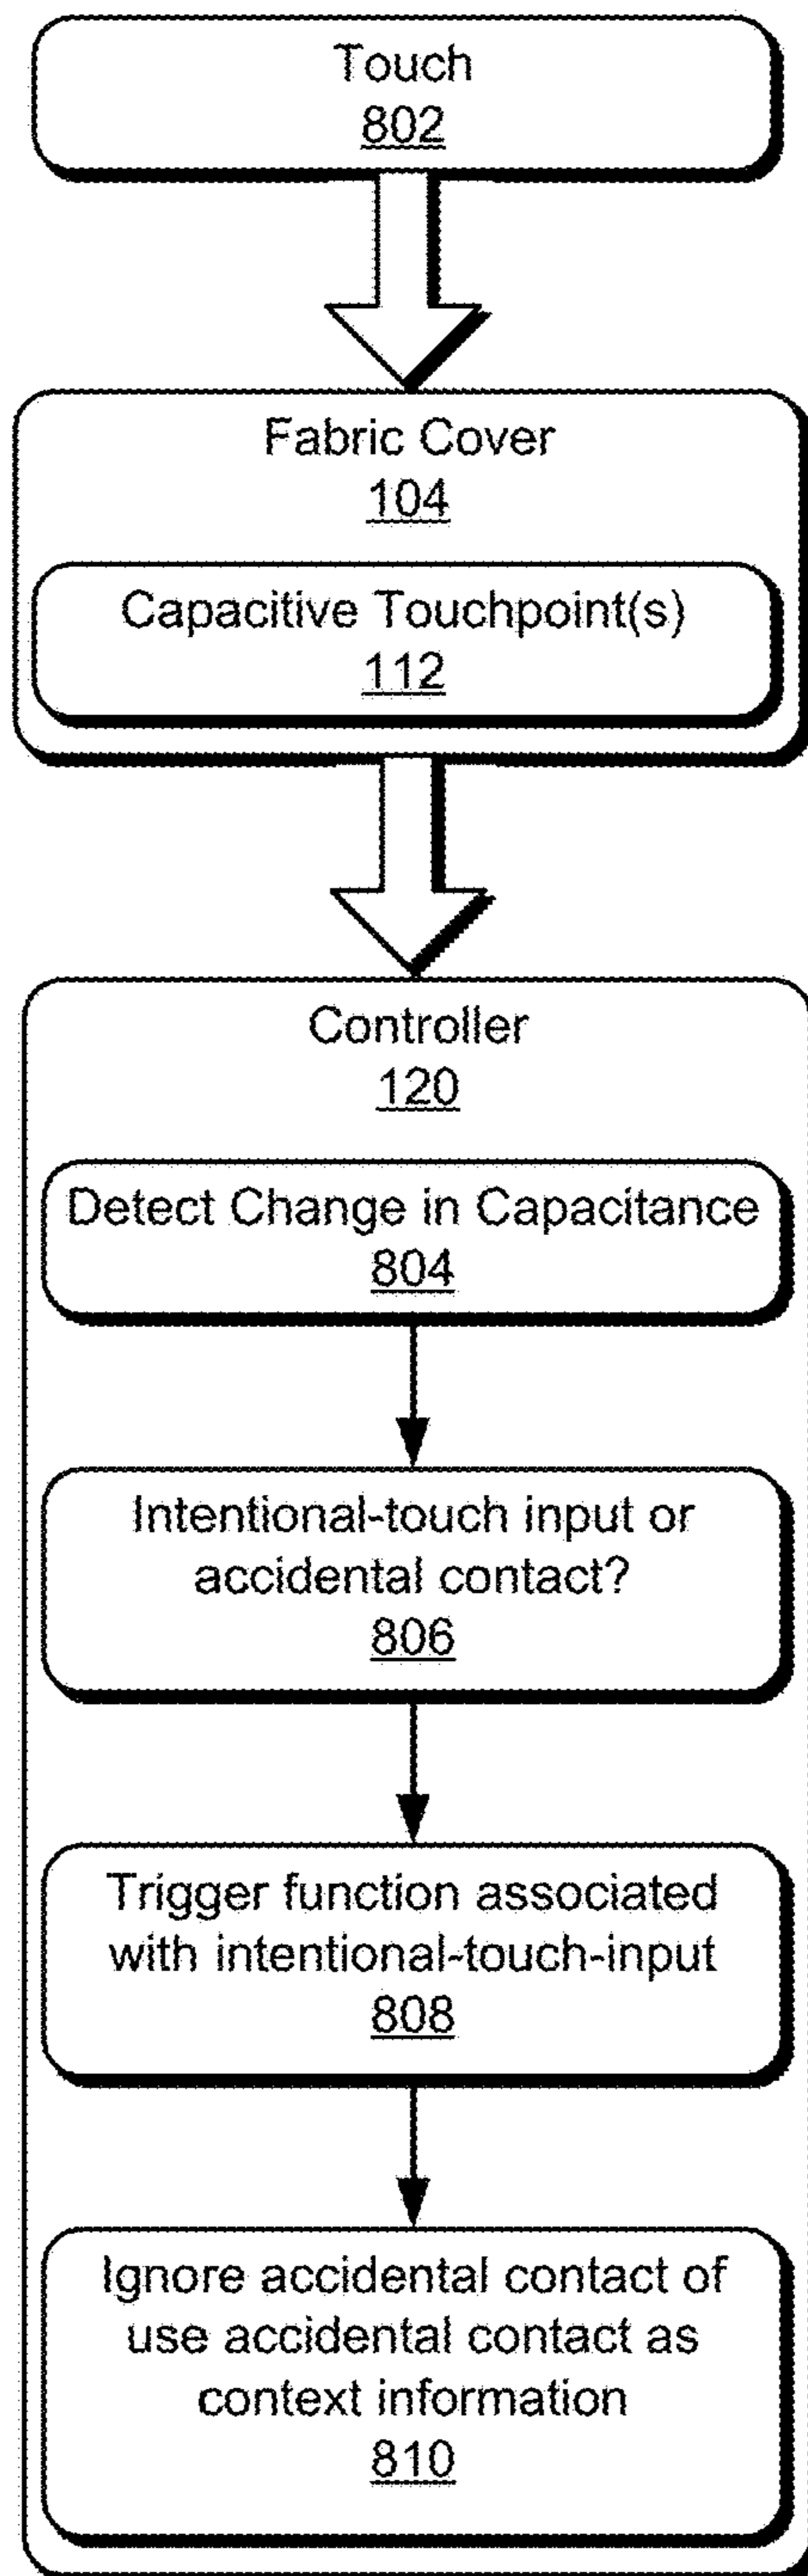 Touch
802
Fabric Cover
104
Capacitive Touchpoint(s)
112
Controller
120
Detect Change in Capacitance
804
Intentional-touch input or
accidental contact?
806
Trigger function associated
with intentional-touch-input
808
Ignore accidental contact of
use accidental contact as
context information
810